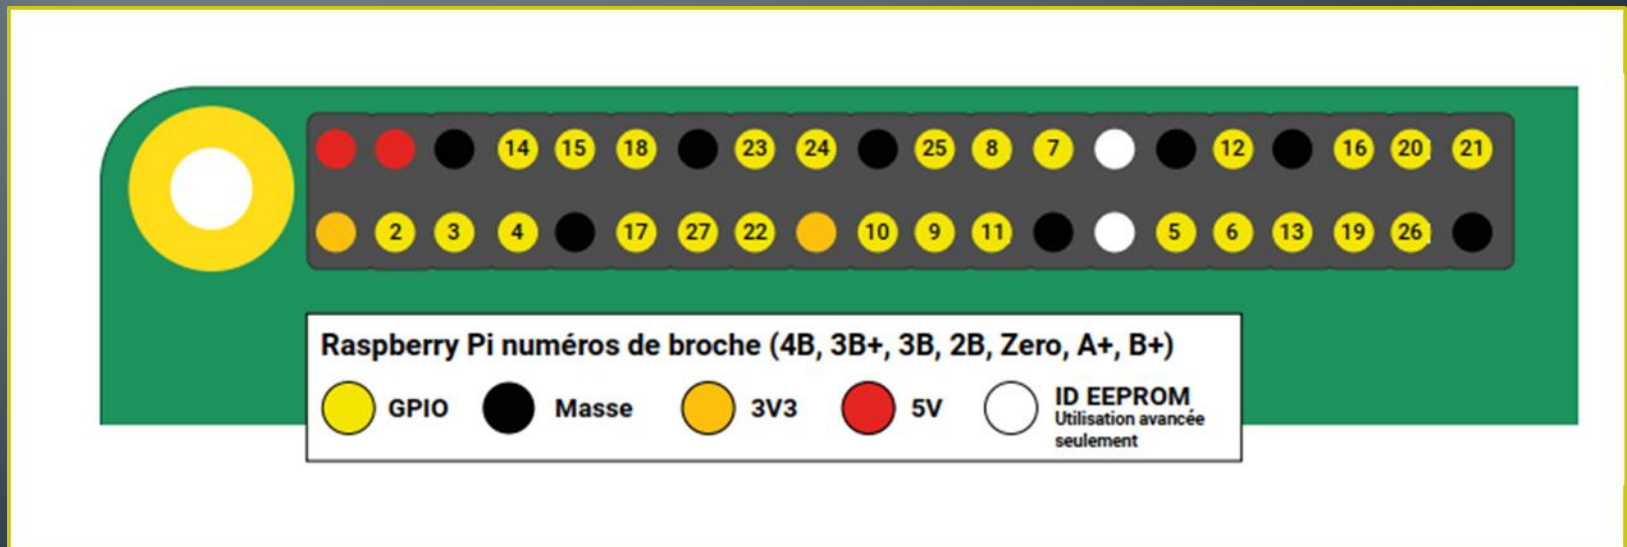 14 15 18 23 24 25 8 7 12 16 20 21
2 3 4 17 27 22 10 9 11 5 6 13 19 26
Raspberry Pi numéros de broche (4B, 3B+, 3B, 2B, Zero, A+, B+)
GPIO Masse 3V3 5V ID EEPROM
Utilisation avancée
seulement